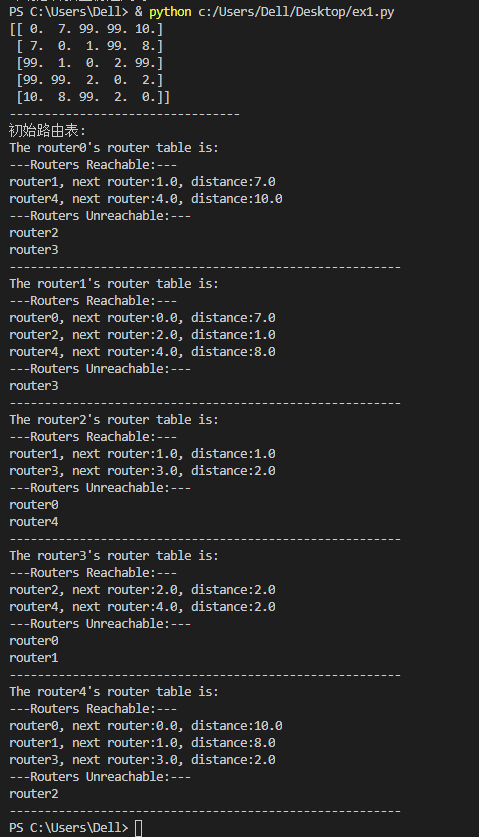 PS C:\Users\Dell> & python c:/Users/Dell/Desktop/ex1.py
[[ 0.  7. 99. 99. 10.]
 [ 7.  0.  1. 99.  8.]
 [99.  1.  0.  2. 99.]
 [99. 99.  2.  0.  2.]
 [10.  8. 99.  2.  0.]]
--------------------------------
初始路由表:
The router0's router table is:
---Routers Reachable:---
router1, next router:1.0, distance:7.0
router4, next router:4.0, distance:10.0
---Routers Unreachable:---
router2
router3
------------------------------------------------------
The router1's router table is:
---Routers Reachable:---
router0, next router:0.0, distance:7.0
router2, next router:2.0, distance:1.0
router4, next router:4.0, distance:8.0
---Routers Unreachable:---
router3
------------------------------------------------------
The router2's router table is:
---Routers Reachable:---
router1, next router:1.0, distance:1.0
router3, next router:3.0, distance:2.0
---Routers Unreachable:---
router0
router4
------------------------------------------------------
The router3's router table is:
---Routers Reachable:---
router2, next router:2.0, distance:2.0
router4, next router:4.0, distance:2.0
---Routers Unreachable:---
router0
router1
------------------------------------------------------
The router4's router table is:
---Routers Reachable:---
router0, next router:0.0, distance:10.0
router1, next router:1.0, distance:8.0
router3, next router:3.0, distance:2.0
---Routers Unreachable:---
router2
------------------------------------------------------
PS C:\Users\Dell>